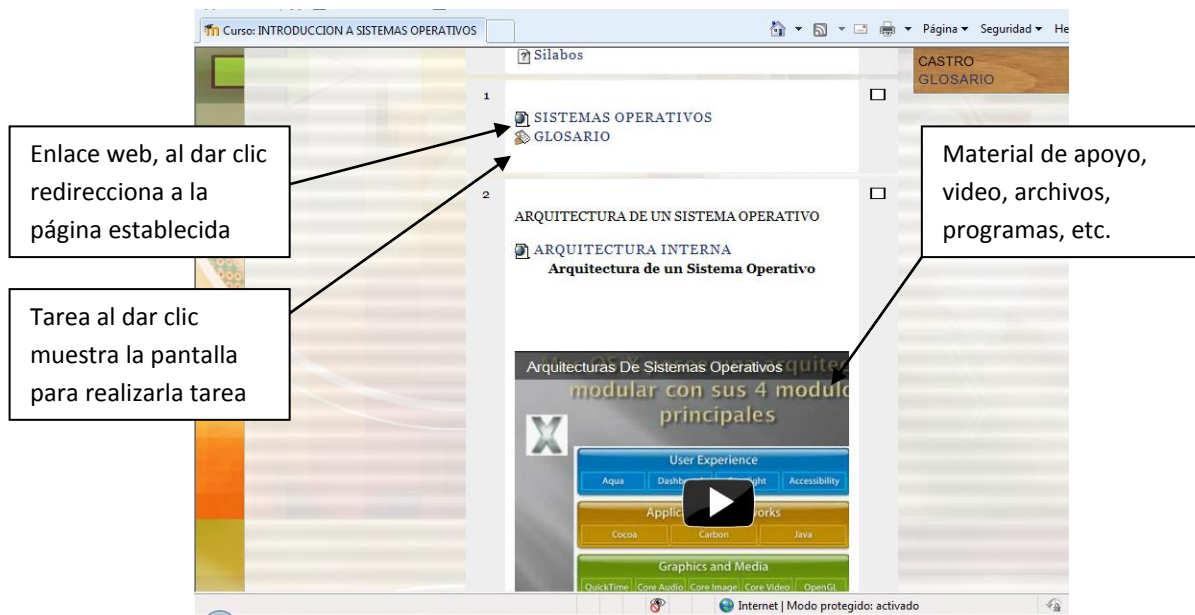 Curso: INTRODUCCION A SISTEMAS OPERATIVOS
Página
Seguridad
He
Silabos
CASTRO
GLOSARIO
1
SISTEMAS OPERATIVOS
GLOSARIO
Enlace web, al dar clic
redirecciona a la
página establecida
Material de apoyo,
video, archivos,
programas, etc.
2
ARQUITECTURA DE UN SISTEMA OPERATIVO
ARQUITECTURA INTERNA
Arquitectura de un Sistema Operativo
Tarea al dar clic
muestra la pantalla
para realizarla tarea
Arquitecturas De Sistemas Operativos
modular con sus 4 modulo
principales
X
User Experience
Aqua
Accessibility
Cocoa
Carbon
Java
Graphics and Media
QuickTime
Core Audio
Core Image
Core Video
OpenGL
Internet | Modo protegido: activado